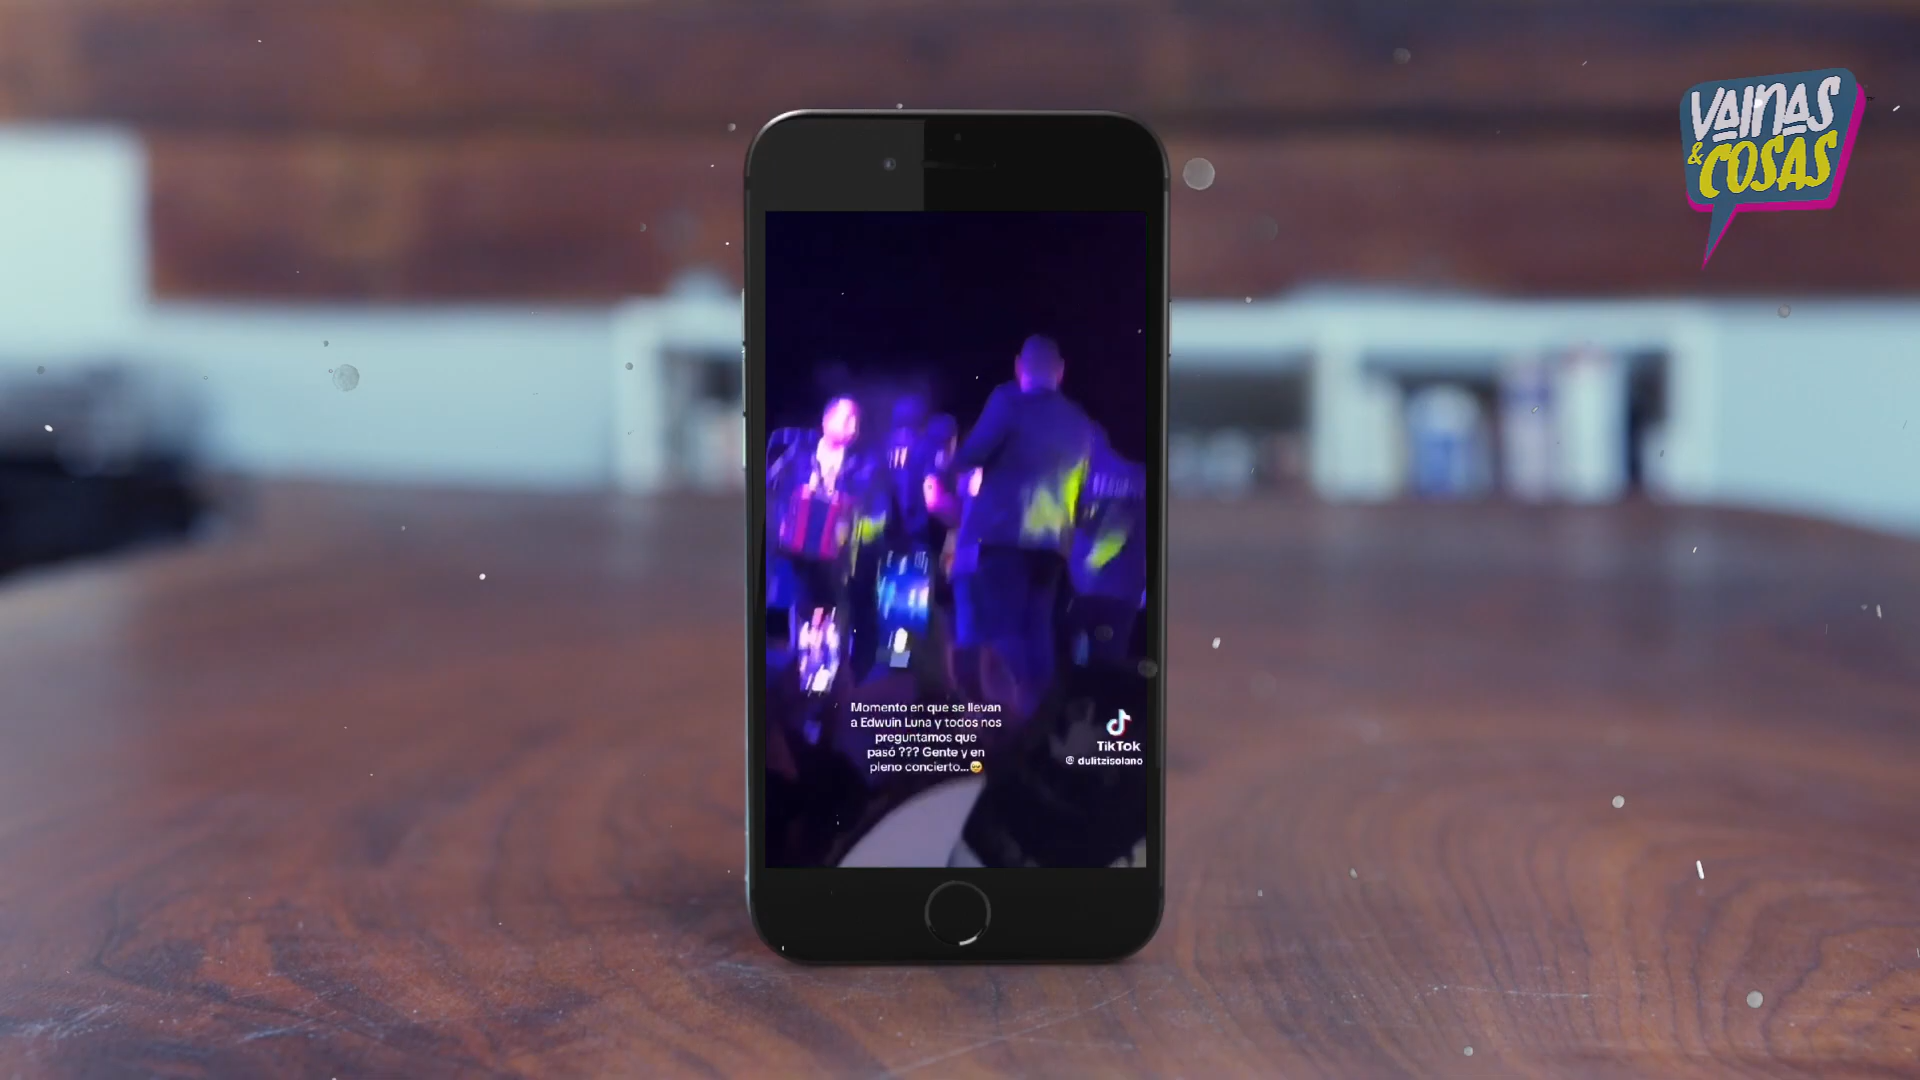 VAINAS
& COSAS
Momento en que se llevan
a Edwuin Luna y todos nos
preguntamos que
pasó ??? Gente y en
pleno concierto...🥺
TikTok
@ dulitzisolano